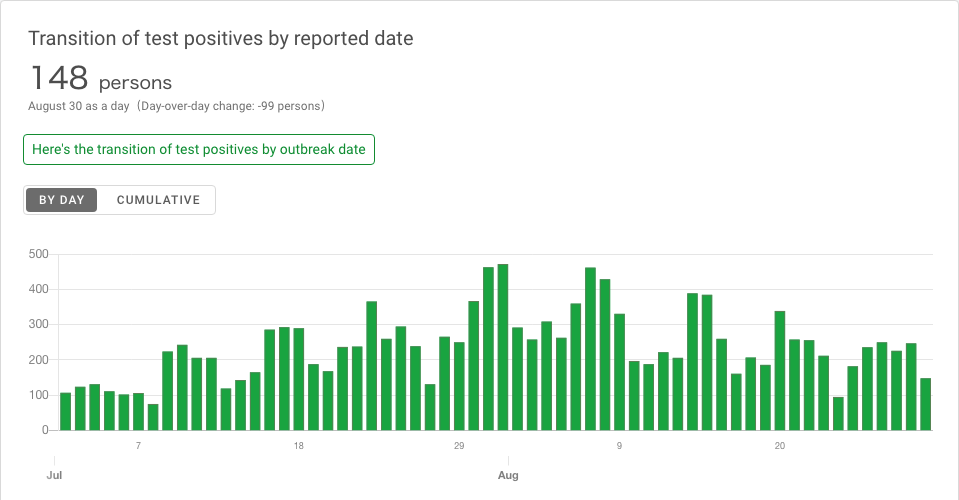 Transition of test positives by reported date
148 persons
August 30 as a day（Day-over-day change: -99 persons）
Here's the transition of test positives by outbreak date
BY DAY CUMULATIVE
500
400
300
200
100
0
7 18 29 9 20
Jul Aug